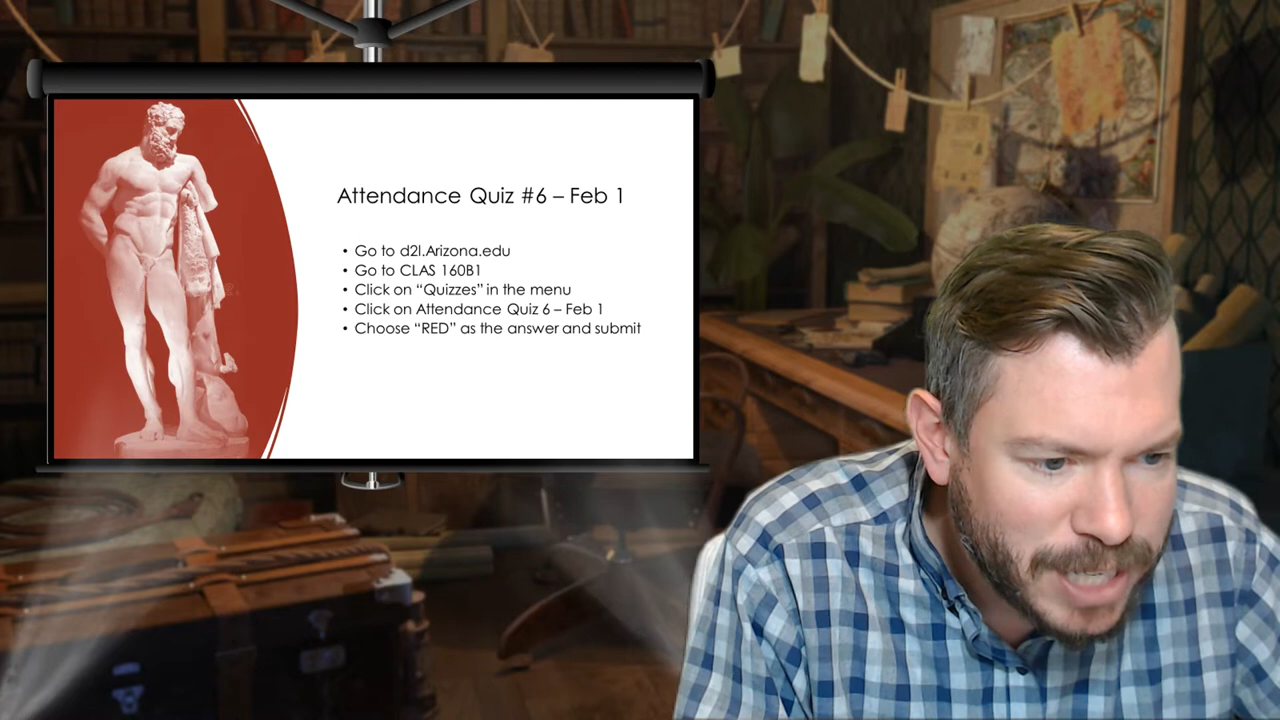 Attendance Quiz #6 – Feb 1
• Go to d2l.Arizona.edu
• Go to CLAS 160B1
• Click on “Quizzes” in the menu
• Click on Attendance Quiz 6 – Feb 1
• Choose “RED” as the answer and submit